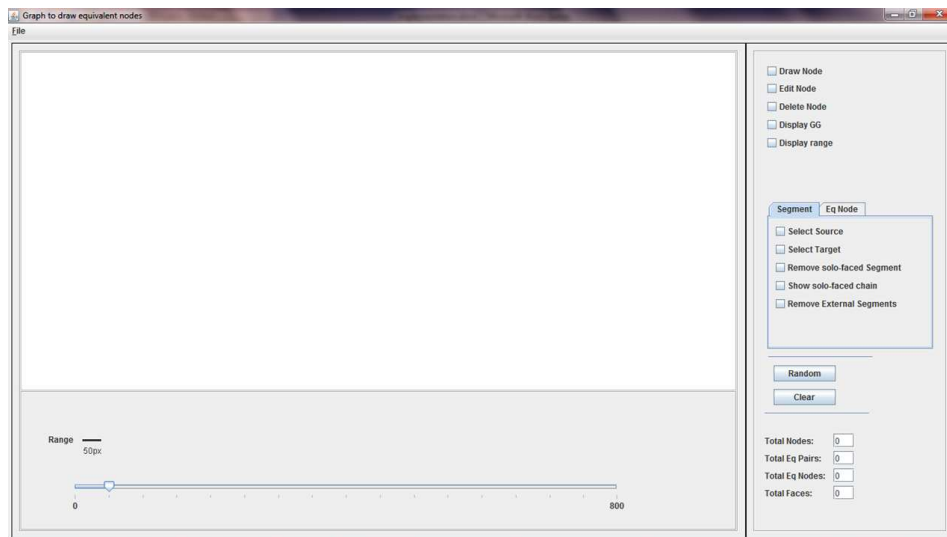 Graph to draw equivalent nodes
File
Draw Node
Edit Node
Delete Node
Display GG
Display range
Segment Eq Node
Select Source
Select Target
Remove solo-faced Segment
Show solo-faced chain
Remove External Segments
Random
Clear
Range
50px
0 800
Total Nodes: 0
Total Eq Pairs: 0
Total Eq Nodes: 0
Total Faces: 0